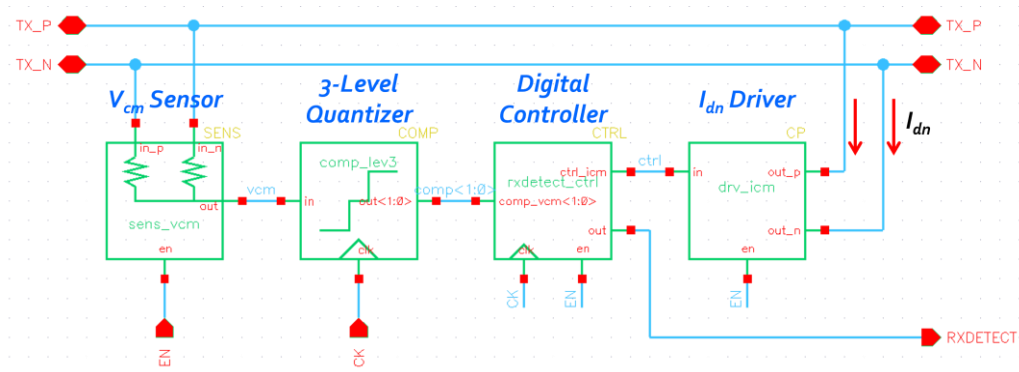 TX_P
TX_P
TX_N
TX_N
Vcm Sensor
3-Level
Quantizer
Digital
Controller
Idn Driver
Idn
SENS
COMP
CTRL
CP
in_p
in_n
out
sens_vcm
en
EN
vcm
comp_lev3
in
out<1:0>
clk
CK
comp<1:0>
ctrl_icm
rxdetect_ctrl
comp_vcm<1:0>
out
clk
en
CK
EN
ctrl
in
drv_icm
out_p
out_n
en
EN
RXDETECT